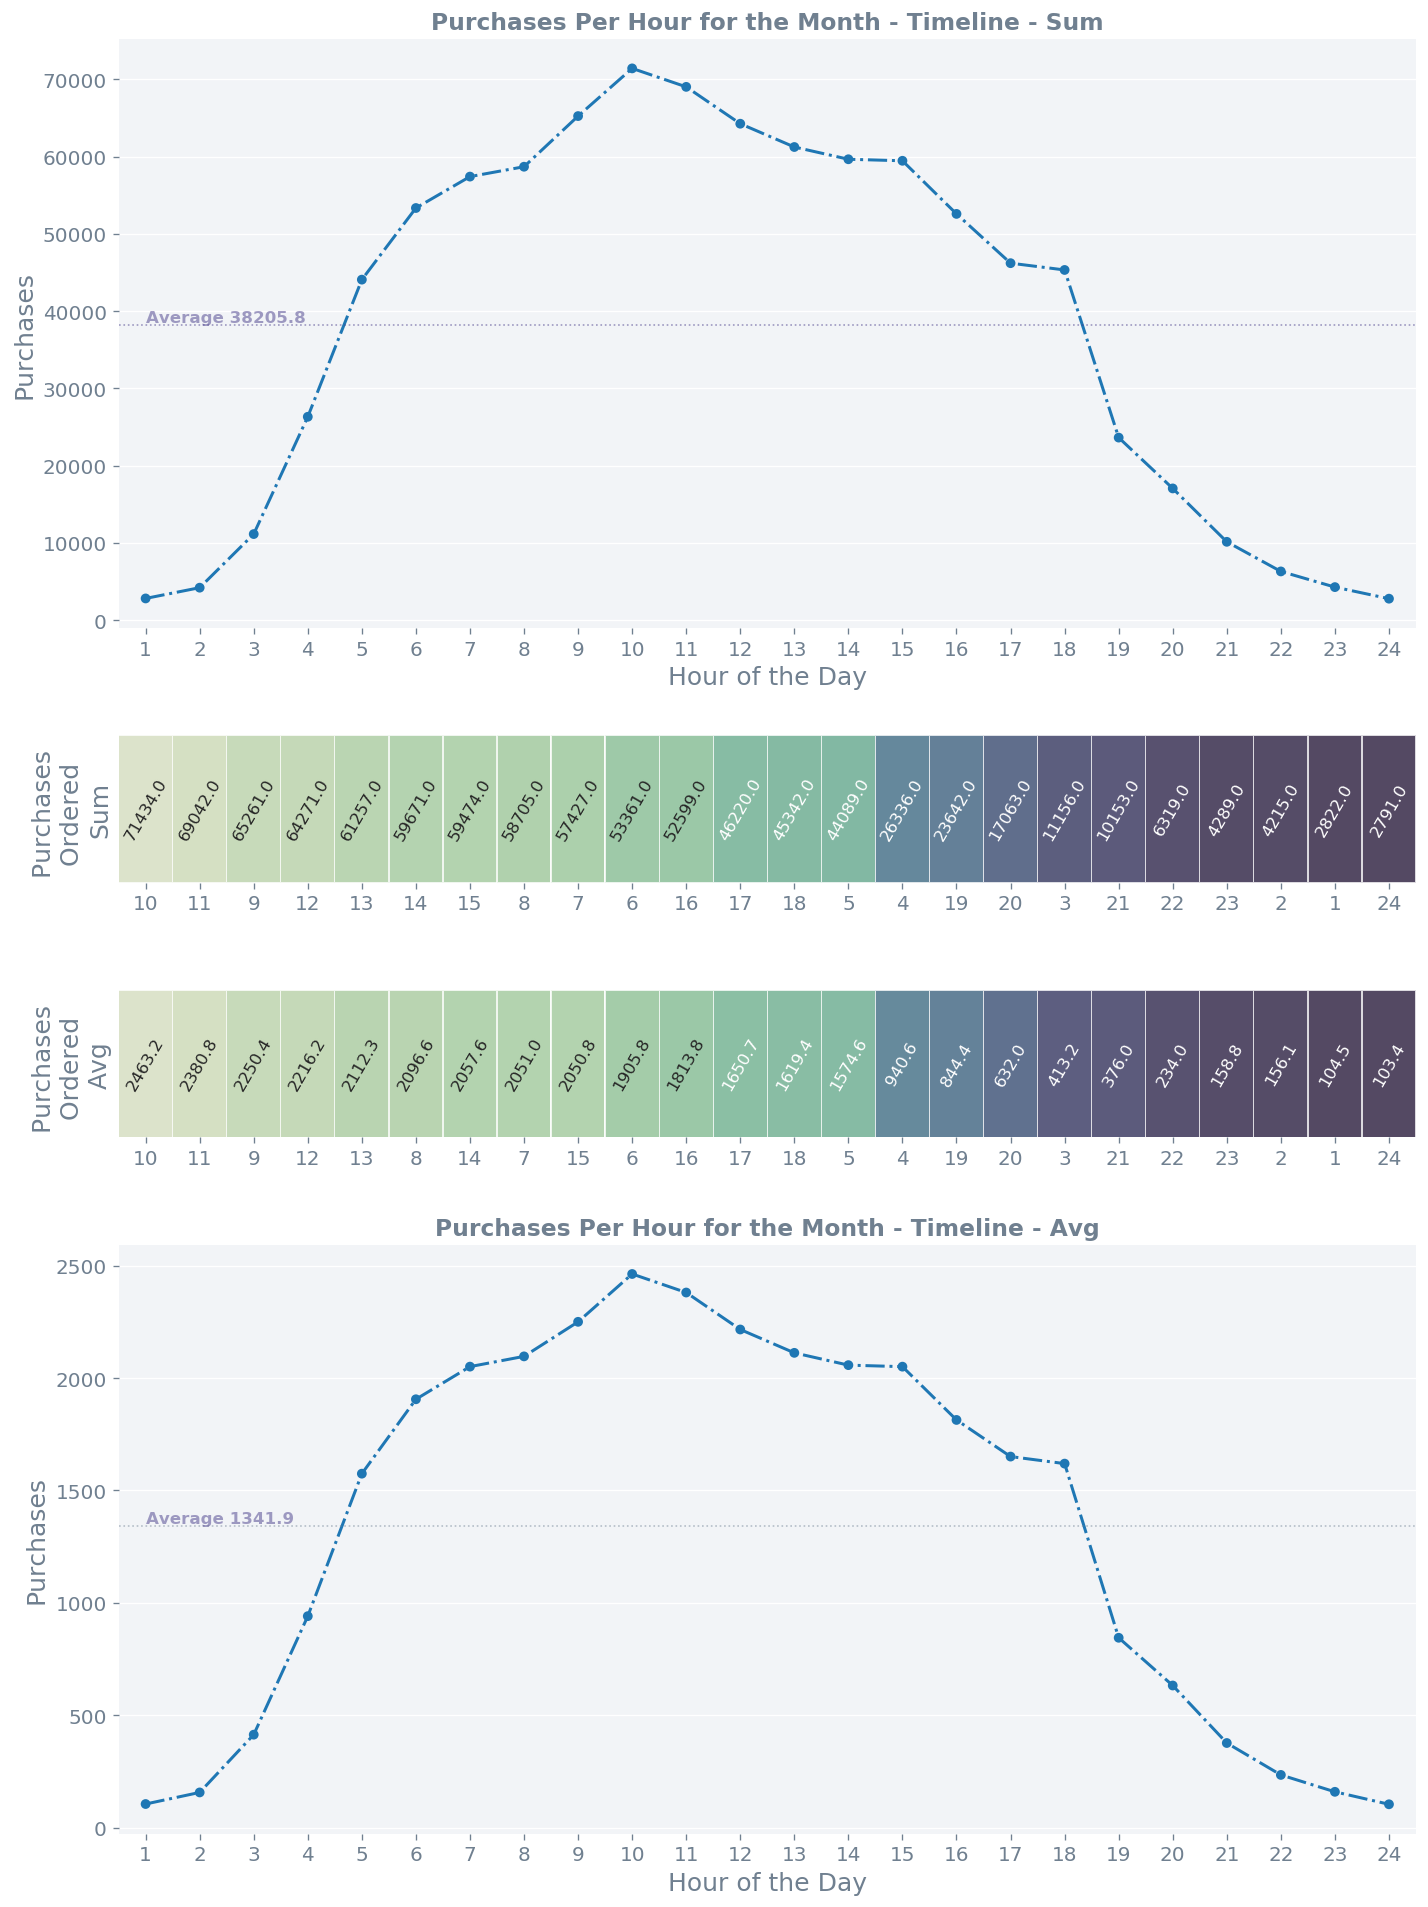 Purchases Per Hour for the Month - Timeline - Sum
Purchases
70000
60000
50000
40000
30000
20000
10000
0
Average 38205.8
1 2 3 4 5 6 7 8 9 10 11 12 13 14 15 16 17 18 19 20 21 22 23 24
Hour of the Day
Purchases
Ordered
Sum
71434.0 69042.0 65261.0 64271.0 61257.0 59671.0 59474.0 58705.0 57427.0 53361.0 52599.0 46220.0 45342.0 44089.0 26336.0 23642.0 17063.0 11156.0 10153.0 6319.0 4289.0 4215.0 2822.0 2791.0
10 11 9 12 13 14 15 8 7 6 16 17 18 5 4 19 20 3 21 22 23 2 1 24
Purchases
Ordered
Avg
2463.2 2380.8 2250.4 2216.2 2112.3 2096.6 2057.6 2051.0 2050.8 1905.8 1813.8 1650.7 1619.4 1574.6 940.6 844.4 632.0 413.2 376.0 234.0 158.8 156.1 104.5 103.4
10 11 9 12 13 8 14 7 15 6 16 17 18 5 4 19 20 3 21 22 23 2 1 24
Purchases Per Hour for the Month - Timeline - Avg
Purchases
2500
2000
1500
1000
500
0
Average 1341.9
1 2 3 4 5 6 7 8 9 10 11 12 13 14 15 16 17 18 19 20 21 22 23 24
Hour of the Day